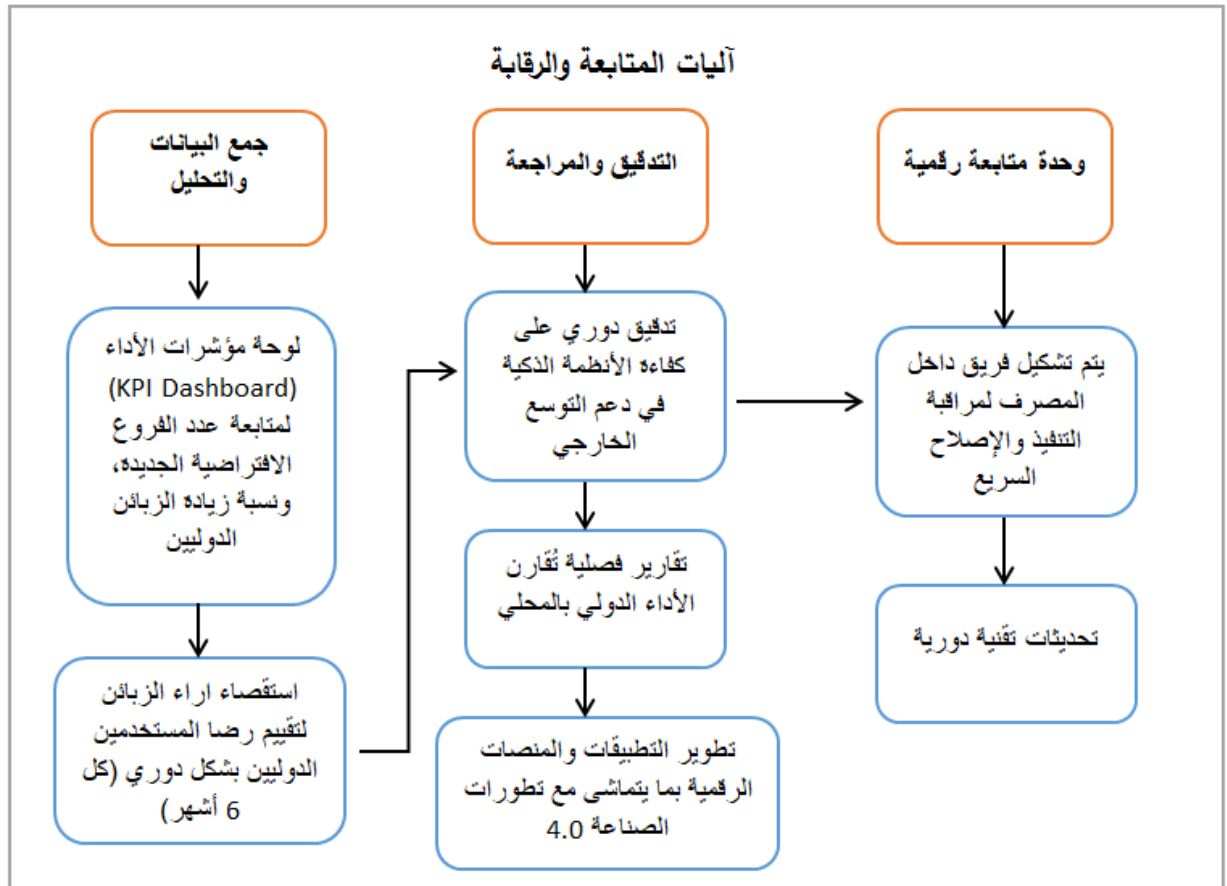 آليات المتابعة والرقابة
جمع البيانات
والتحليل
لوحة مؤشرات الأداء
(KPI Dashboard)
لمتابعة عدد الفروع
الافتراضية الجديدة،
ونسبة زيادة الزبائن
الدوليين
استقصاء اراء الزبائن
لتقييم رضا المستخدمين
الدوليين بشكل دوري (كل
6 أشهر)
التدقيق والمراجعة
تدقيق دوري على
كفاءة الأنظمة الذكية
في دعم التوسع
الخارجي
تقارير فصلية تُقارن
الأداء الدولي بالمحلي
تطوير التطبيقات والمنصات
الرقمية بما يتماشى مع تطورات
الصناعة 4.0
وحدة متابعة رقمية
يتم تشكيل فريق داخل
المصرف لمراقبة
التنفيذ والإصلاح
السريع
تحديثات تقنية دورية